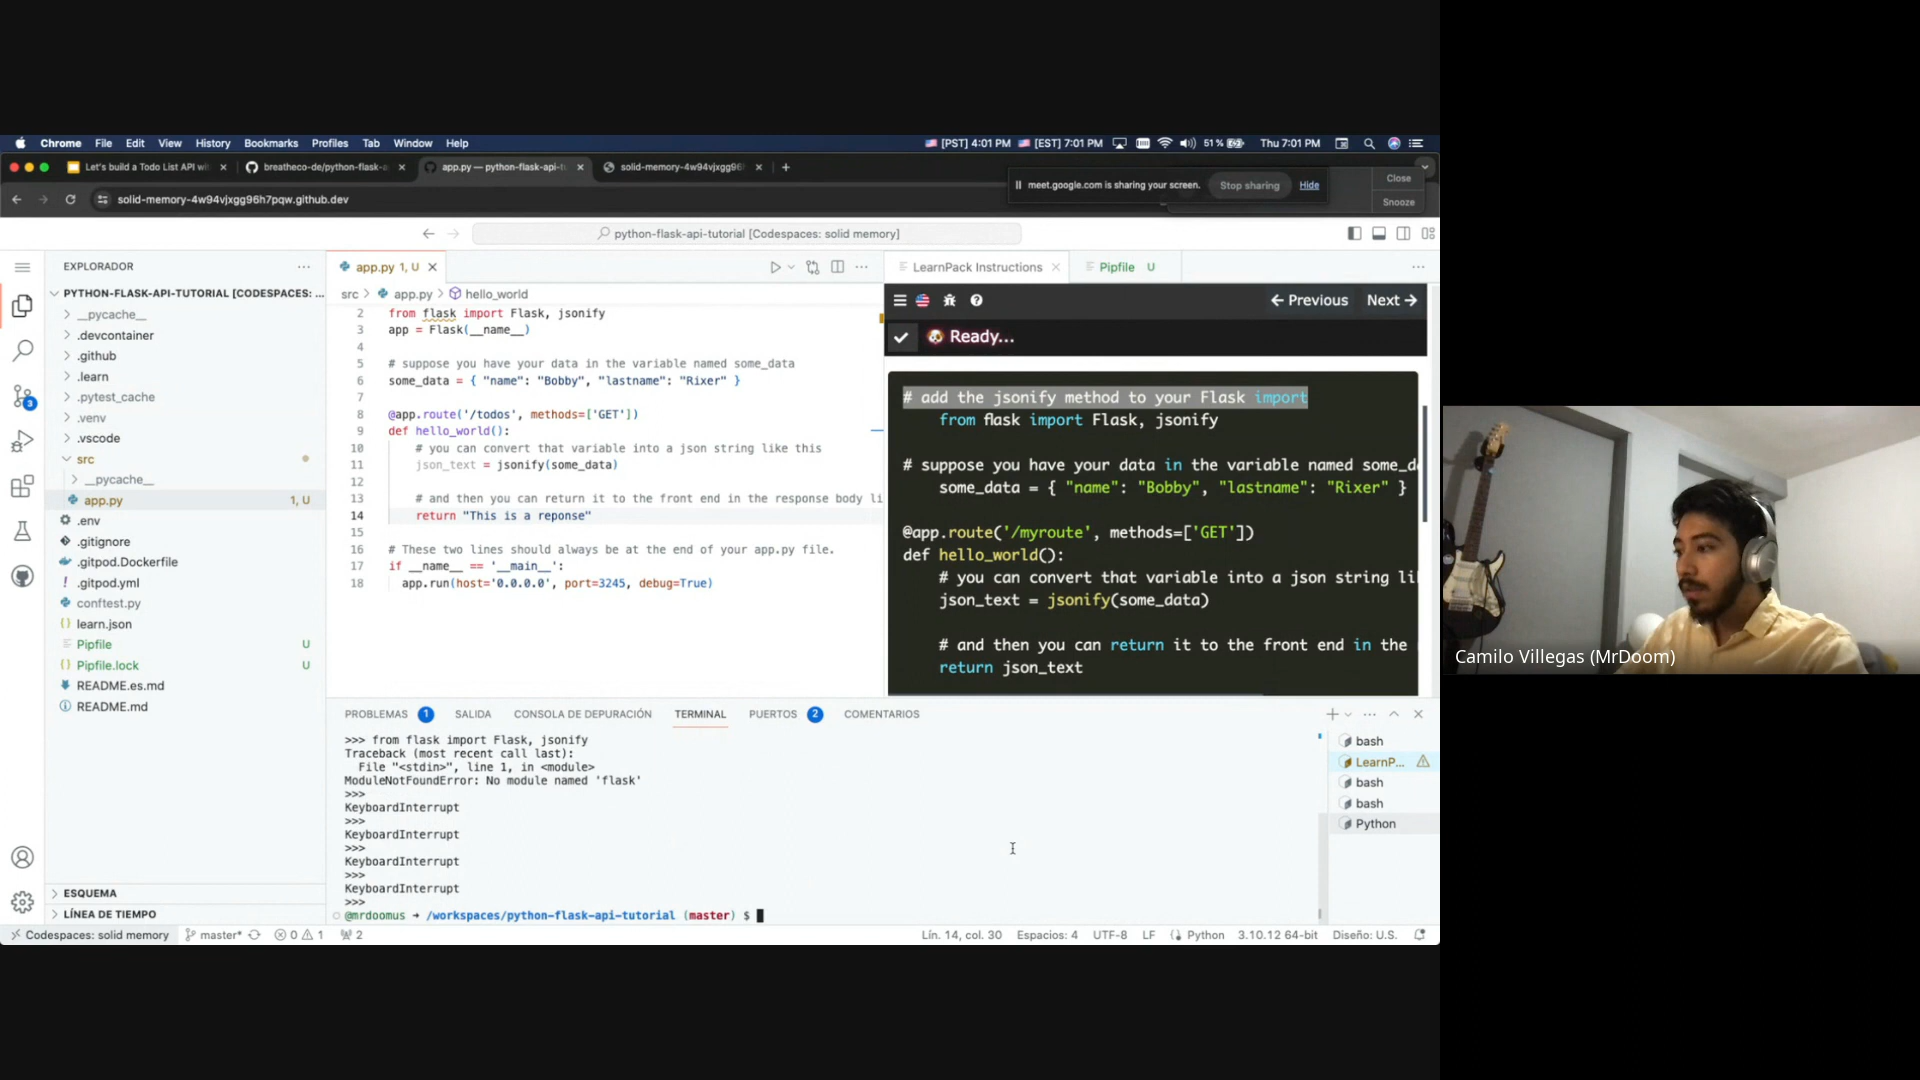 Chrome File Edit View History Bookmarks Profiles Tab Window Help
[PST] 4:01 PM [EST] 7:01 PM 51% Thu 7:01 PM
Let's build a Todo List API wi
breatheco-de/python-flask-a
app.py — python-flask-api-tu
solid-memory-4w94vjxgg96h
meet.google.com is sharing your screen. Stop sharing Hide
Close
Snooze
solid-memory-4w94vjxgg96h7pqw.github.dev
python-flask-api-tutorial [Codespaces: solid memory]
EXPLORADOR
PYTHON-FLASK-API-TUTORIAL [CODESPACES: ...
__pycache__
.devcontainer
.github
.learn
.pytest_cache
.venv
.vscode
src
__pycache__
app.py 1, U
.env
.gitignore
.gitpod.Dockerfile
.gitpod.yml
conftest.py
learn.json
Pipfile U
Pipfile.lock U
README.es.md
README.md
ESQUEMA
LÍNEA DE TIEMPO
3
app.py 1, U
src > app.py > hello_world
2 from flask import Flask, jsonify
3 app = Flask(__name__)
4
5 # suppose you have your data in the variable named some_data
6 some_data = { "name": "Bobby", "lastname": "Rixer" }
7
8 @app.route('/todos', methods=['GET'])
9 def hello_world():
10 # you can convert that variable into a json string like this
11 json_text = jsonify(some_data)
12
13 # and then you can return it to the front end in the response body li
14 return "This is a reponse"
15
16 # These two lines should always be at the end of your app.py file.
17 if __name__ == '__main__':
18 app.run(host='0.0.0.0', port=3245, debug=True)
LearnPack Instructions
Pipfile U
← Previous Next →
Ready...
# add the jsonify method to your Flask import
from flask import Flask, jsonify
# suppose you have your data in the variable named some_d
some_data = { "name": "Bobby", "lastname": "Rixer" }
@app.route('/myroute', methods=['GET'])
def hello_world():
# you can convert that variable into a json string li
json_text = jsonify(some_data)
# and then you can return it to the front end in the
return json_text
PROBLEMAS 1 SALIDA CONSOLA DE DEPURACIÓN TERMINAL PUERTOS 2 COMENTARIOS
>>> from flask import Flask, jsonify
Traceback (most recent call last):
File "<stdin>", line 1, in <module>
ModuleNotFoundError: No module named 'flask'
>>>
KeyboardInterrupt
>>>
KeyboardInterrupt
>>>
KeyboardInterrupt
>>>
KeyboardInterrupt
>>>
@mrdoomus → /workspaces/python-flask-api-tutorial (master) $
bash
LearnP...
bash
bash
Python
Codespaces: solid memory master* 0 1 2
Lín. 14, col. 30 Espacios: 4 UTF-8 LF Python 3.10.12 64-bit Diseño: U.S.
Camilo Villegas (MrDoom)